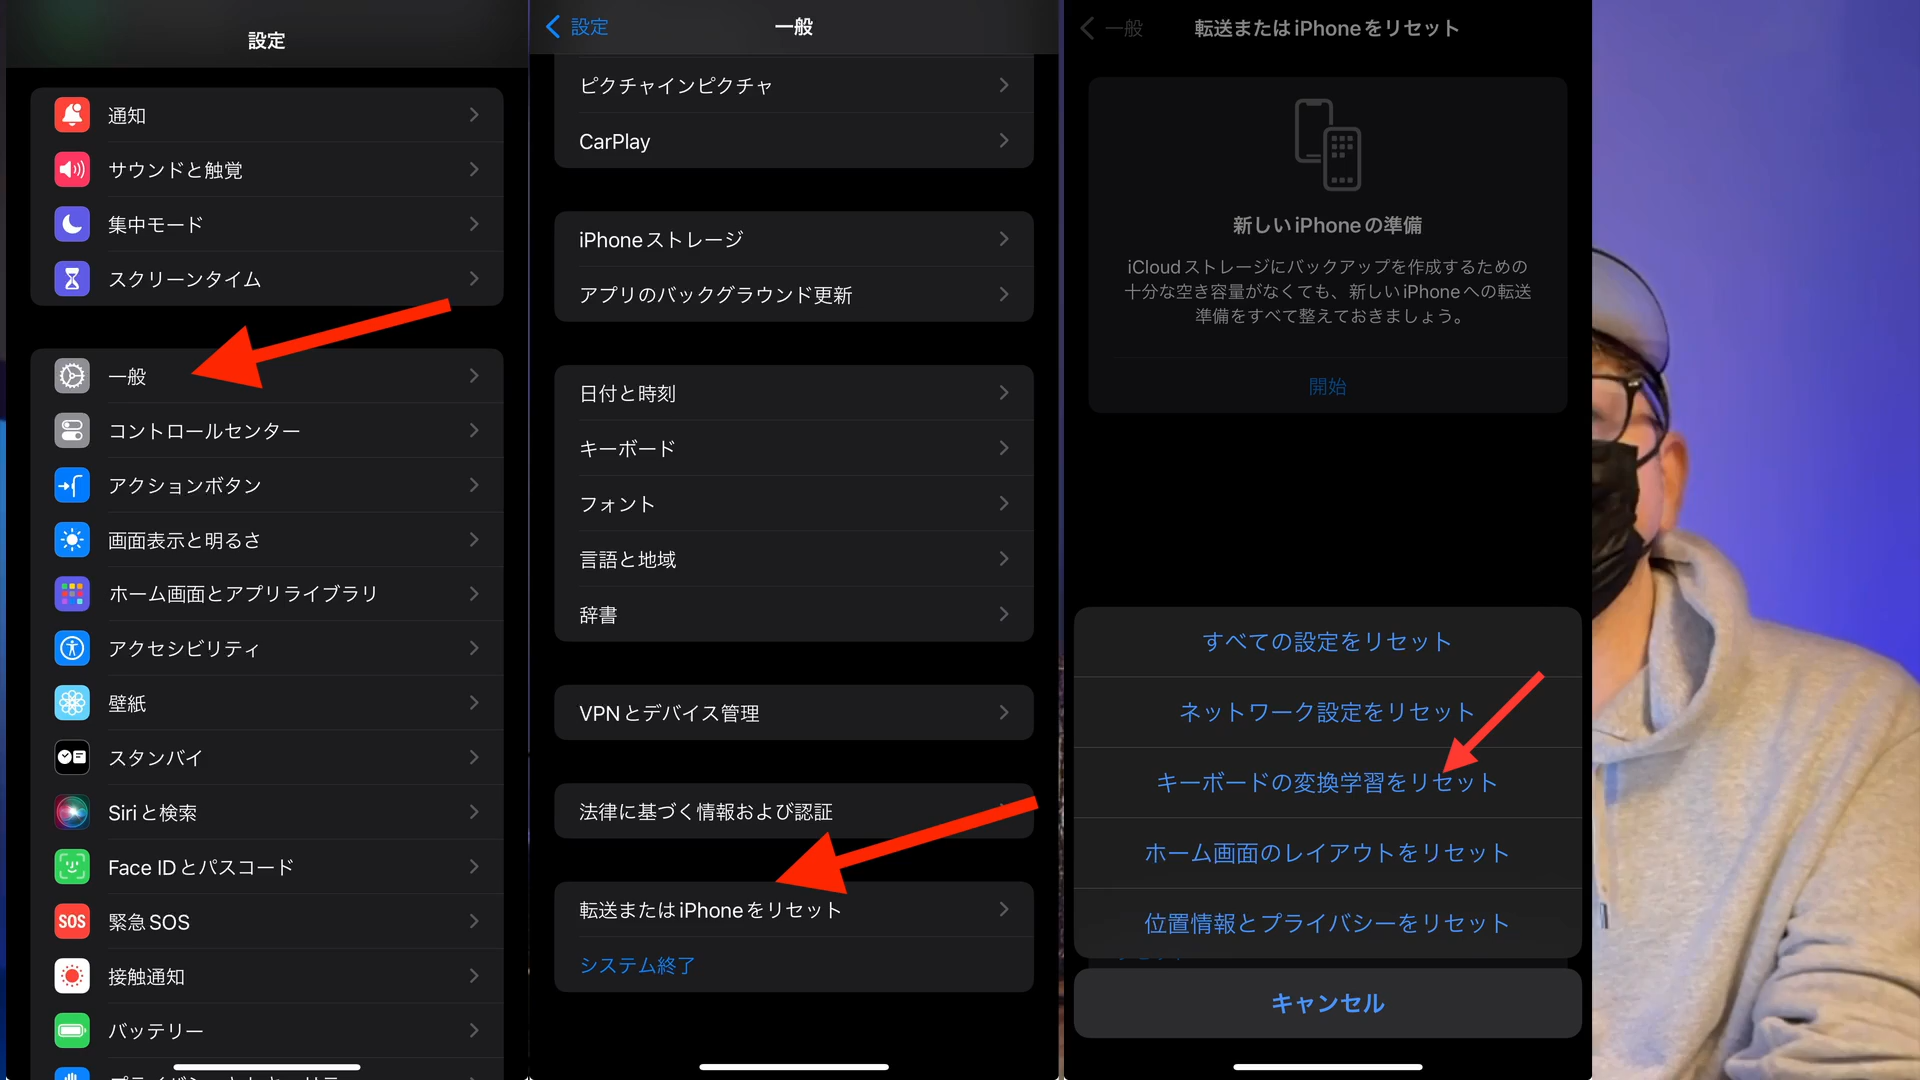 設定
通知
サウンドと触覚
集中モード
スクリーンタイム
一般
コントロールセンター
アクションボタン
画面表示と明るさ
ホーム画面とアプリライブラリ
アクセシビリティ
壁紙
スタンバイ
Siriと検索
Face IDとパスコード
SOS
緊急SOS
接触通知
バッテリー
設定
一般
ピクチャインピクチャ
CarPlay
iPhoneストレージ
アプリのバックグラウンド更新
日付と時刻
キーボード
フォント
言語と地域
辞書
VPNとデバイス管理
法律に基づく情報および認証
転送またはiPhoneをリセット
システム終了
一般
転送またはiPhoneをリセット
新しいiPhoneの準備
iCloudストレージにバックアップを作成するための
十分な空き容量がなくても、新しいiPhoneへの転送
準備をすべて整えておきましょう。
開始
すべての設定をリセット
ネットワーク設定をリセット
キーボードの変換学習をリセット
ホーム画面のレイアウトをリセット
位置情報とプライバシーをリセット
キャンセル